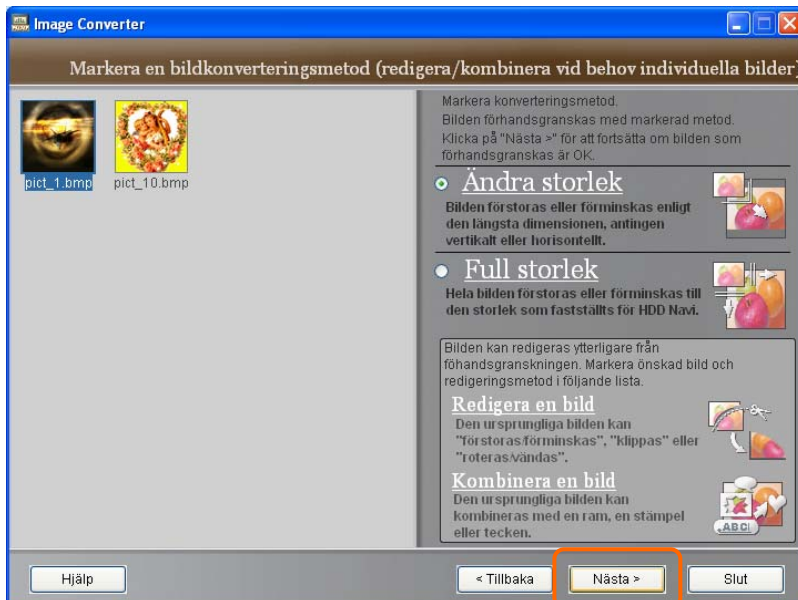 Image Converter
Markera en bildkonverteringsmetod (redigera/kombinera vid behov individuella bilder)
pict_1.bmp
pict_10.bmp
Markera konverteringsmetod.
Bilden förhandsgranskas med markerad metod.
Klicka på "Nästa >" för att fortsätta om bilden som
förhandsgranskas är OK.
Ändra storlek
Bilden förstoras eller förminskas enligt
den längsta dimensionen, antingen
vertikalt eller horisontellt.
Full storlek
Hela bilden förstoras eller förminskas till
den storlek som fastställts för HDD Navi.
Bilden kan redigeras ytterligare från
föhandsgranskningen. Markera önskad bild och
redigeringsmetod i följande lista.
Redigera en bild
Den ursprungliga bilden kan
"förstoras/förminskas", "klippas" eller
"roteras/vändas".
Kombinera en bild
Den ursprungliga bilden kan
kombineras med en ram, en stämpel
eller tecken.
ABC
Hjälp
< Tillbaka
Nästa >
Slut